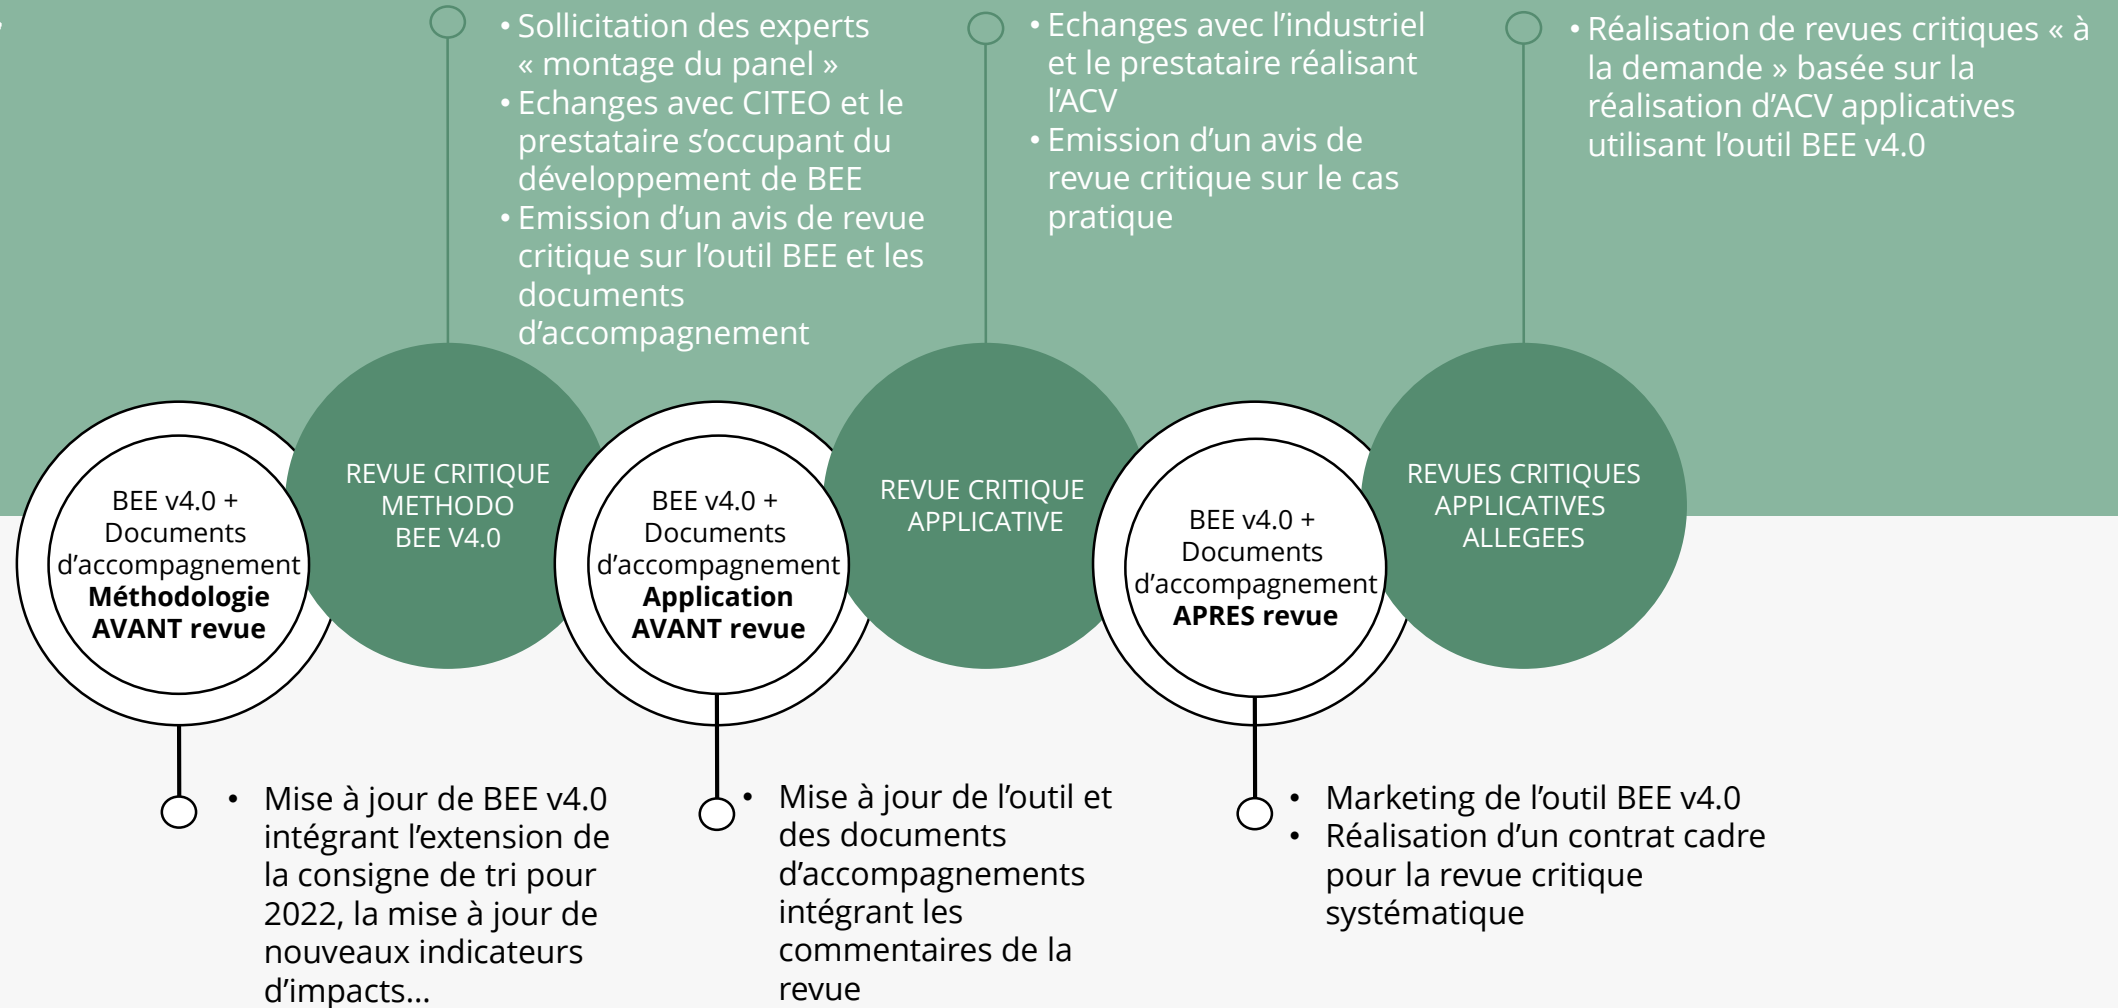 • Sollicitation des experts
« montage du panel »
• Echanges avec CITEO et le
prestataire s’occupant du
développement de BEE
• Emission d’un avis de revue
critique sur l’outil BEE et les
documents
d’accompagnement
• Echanges avec l’industriel
et le prestataire réalisant
l’ACV
• Emission d’un avis de
revue critique sur le cas
pratique
• Réalisation de revues critiques « à
la demande » basée sur la
réalisation d’ACV applicatives
utilisant l’outil BEE v4.0
BEE v4.0 +
Documents
d’accompagnement
Méthodologie
AVANT revue
REVUE CRITIQUE
METHODO
BEE V4.0
BEE v4.0 +
Documents
d’accompagnement
Application
AVANT revue
REVUE CRITIQUE
APPLICATIVE
BEE v4.0 +
Documents
d’accompagnement
APRES revue
REVUES CRITIQUES
APPLICATIVES
ALLEGEES
• Mise à jour de BEE v4.0
intégrant l’extension de
la consigne de tri pour
2022, la mise à jour de
nouveaux indicateurs
d’impacts…
• Mise à jour de l’outil et
des documents
d’accompagnements
intégrant les
commentaires de la
revue
• Marketing de l’outil BEE v4.0
• Réalisation d’un contrat cadre
pour la revue critique
systématique